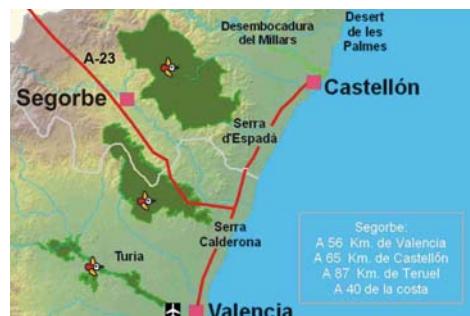 Desembocadura
del Millars
Desert
de les
Palmes
A-23
Segorbe
Castellón
Serra
d'Espadá
Serra
Calderona
Turia
Valencia
Segorbe:
A 56 Km. de Valencia
A 65 Km. de Castellón
A 87 Km. de Teruel
A 40 de la costa